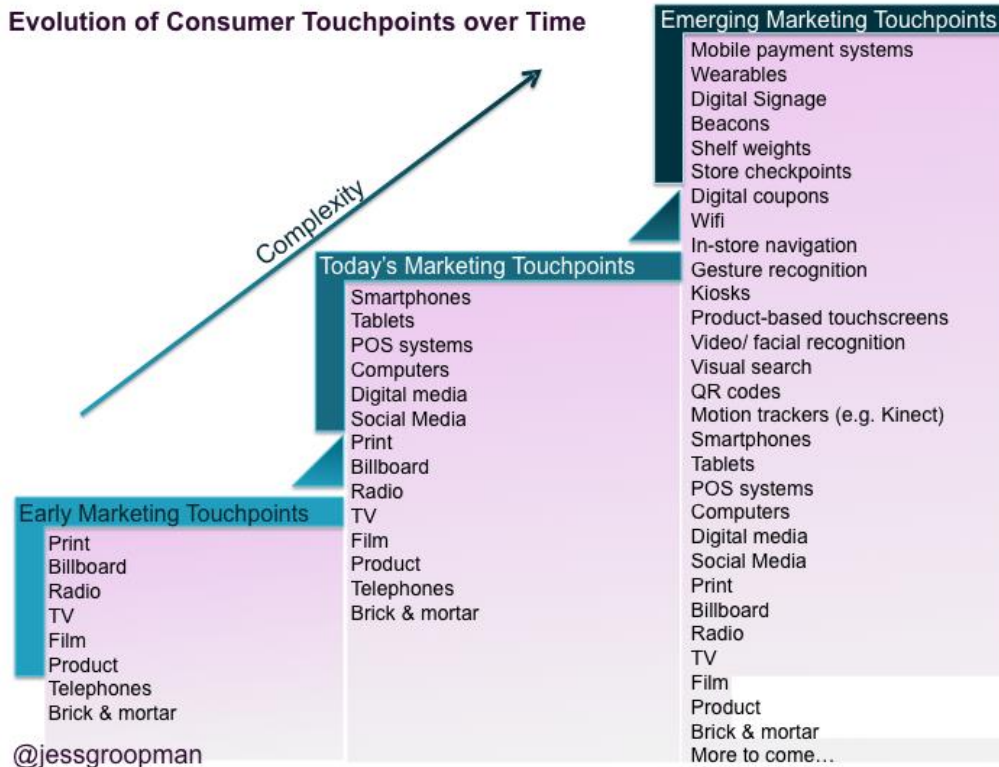 Evolution of Consumer Touchpoints over Time
Complexity
Early Marketing Touchpoints
Print
Billboard
Radio
TV
Film
Product
Telephones
Brick & mortar
@jessgroopman
Today's Marketing Touchpoints
Smartphones
Tablets
POS systems
Computers
Digital media
Social Media
Print
Billboard
Radio
TV
Film
Product
Telephones
Brick & mortar
Emerging Marketing Touchpoints
Mobile payment systems
Wearables
Digital Signage
Beacons
Shelf weights
Store checkpoints
Digital coupons
Wifi
In-store navigation
Gesture recognition
Kiosks
Product-based touchscreens
Video/ facial recognition
Visual search
QR codes
Motion trackers (e.g. Kinect)
Smartphones
Tablets
POS systems
Computers
Digital media
Social Media
Print
Billboard
Radio
TV
Film
Product
Brick & mortar
More to come…